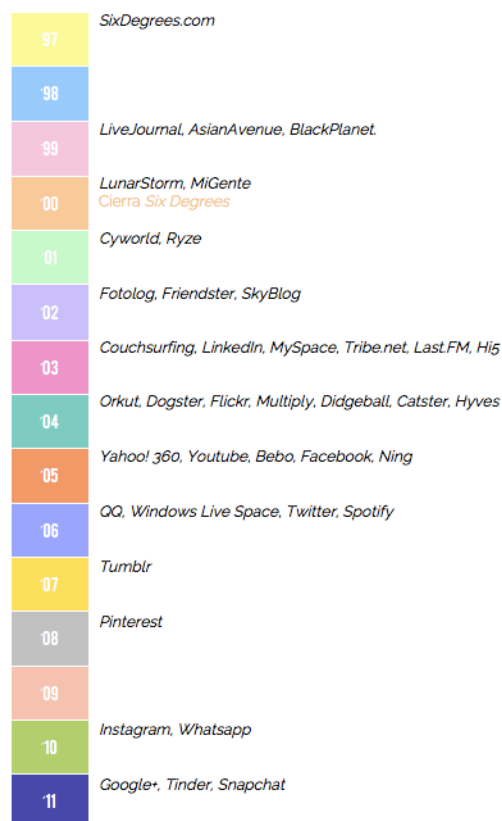 '97
SixDegrees.com
'98
'99
LiveJournal, AsianAvenue, BlackPlanet.
'00
LunarStorm, MiGente
Cierra Six Degrees
'01
Cyworld, Ryze
'02
Fotolog, Friendster, SkyBlog
'03
Couchsurfing, LinkedIn, MySpace, Tribe.net, Last.FM, Hi5
'04
Orkut, Dogster, Flickr, Multiply, Didgeball, Catster, Hyves
'05
Yahoo! 360, Youtube, Bebo, Facebook, Ning
'06
QQ, Windows Live Space, Twitter, Spotify
'07
Tumblr
'08
Pinterest
'09
'10
Instagram, Whatsapp
'11
Google+, Tinder, Snapchat